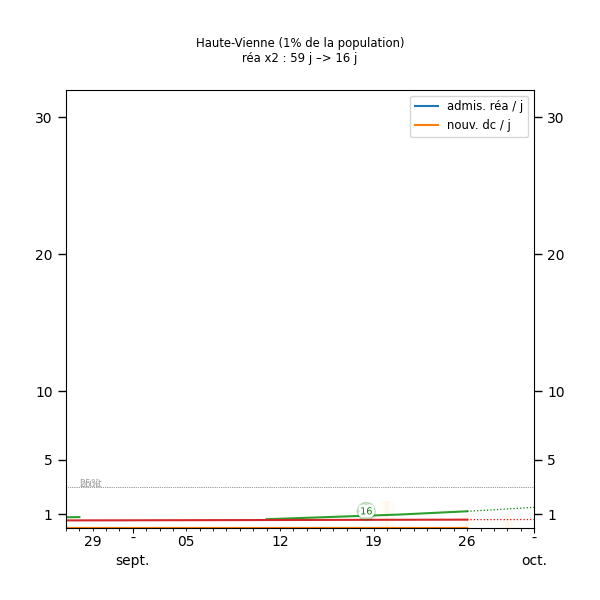 Haute-Vienne (1% de la population)
réa x2 : 59 j –> 16 j
admis. réa / j
nouv. dc / j
30 30
20 20
10 10
5 5
16
1 1
29 - 05 12 19 26 -
sept. oct.